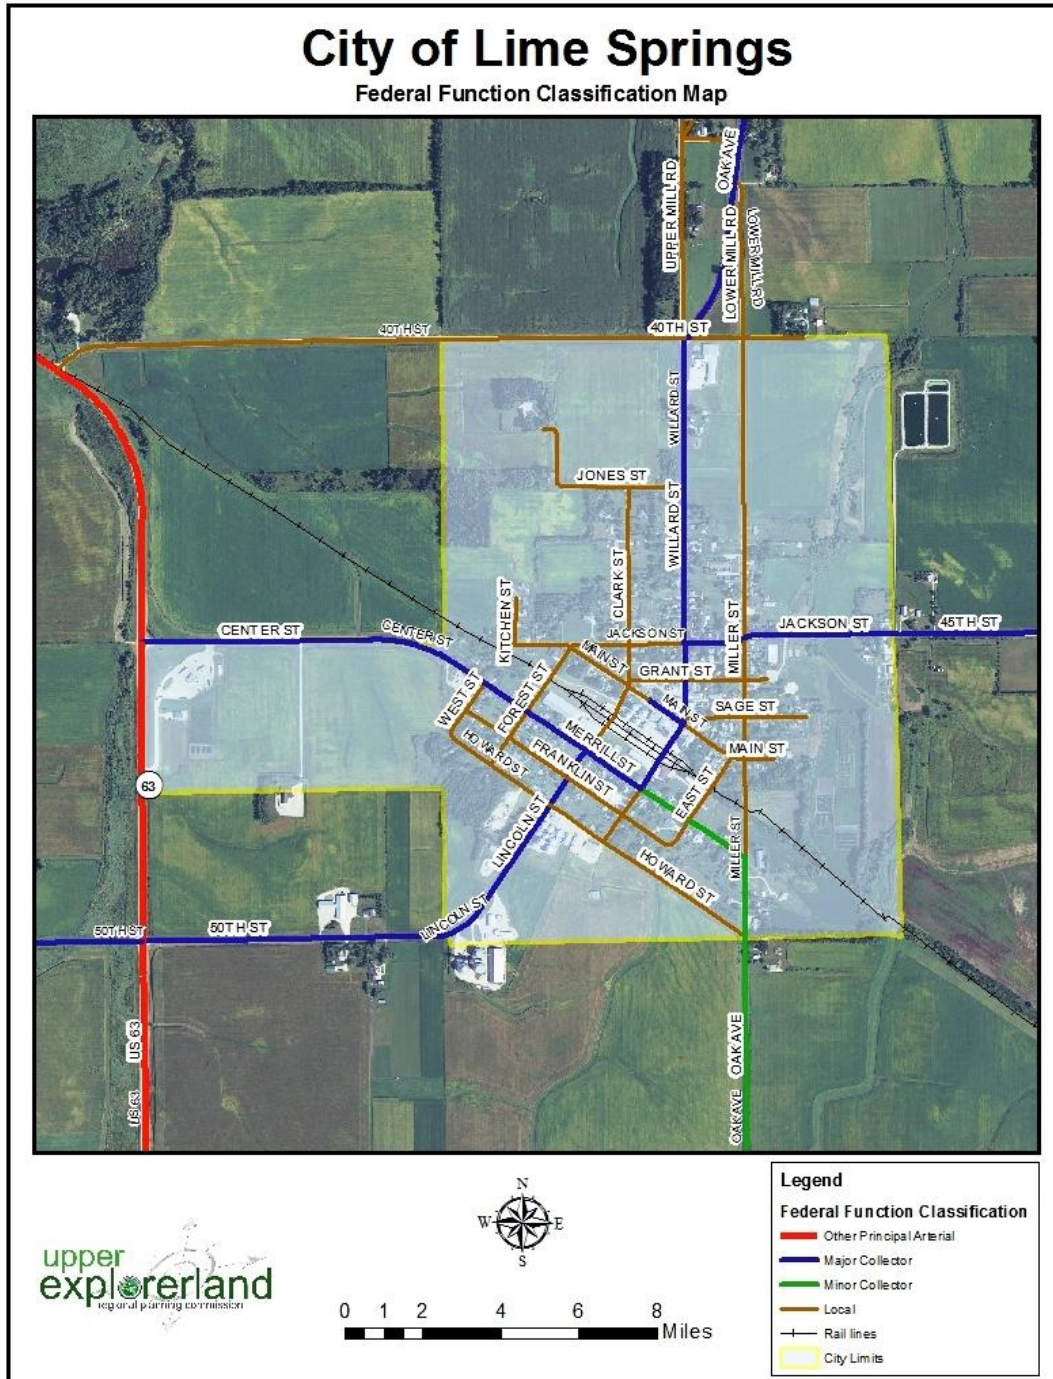 City of Lime Springs
Federal Function Classification Map
UPPER MILL RD
OAK AVE
LOWER MILL RD
LOWER MILL RD
40TH ST
40TH ST
WILLARD ST
JONES ST
WILLARD ST
CLARK ST
KITCHEN ST
MILLER ST
CENTER ST
CENTER ST
JACKSON ST
JACKSON ST
45TH ST
MAIN ST
GRANT ST
WEST ST
FOREST ST
MAIN ST
SAGE ST
HOWARD ST
FRANKLIN ST
MERRILL ST
MAIN ST
63
EAST ST
LINCOLN ST
MILLER ST
HOWARD ST
LINCOLN ST
50TH ST
50TH ST
US 63
OAK AVE
US 63
OAK AVE
N
W
E
S
upper
explorerland
regional planning commission
0 1 2 4 6 8
Miles
Legend
Federal Function Classification
Other Principal Arterial
Major Collector
Minor Collector
Local
Rail lines
City Limits